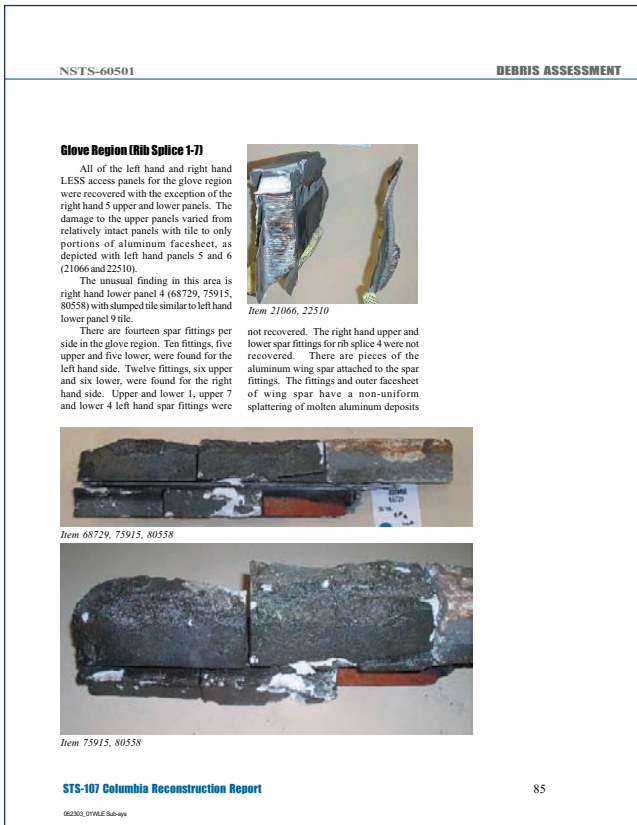 NSTS-60501
DEBRIS ASSESSMENT
Glove Region (Rib Splice 1-7)
All of the left hand and right hand
LESS access panels for the glove region
were recovered with the exception of the
right hand 5 upper and lower panels. The
damage to the upper panels varied from
relatively intact panels with tile to only
portions of aluminum facesheet, as
depicted with left hand panels 5 and 6
(21066 and 22510).
The unusual finding in this area is
right hand lower panel 4 (68729, 75915,
80558) with slumped tile similar to left hand
lower panel 9 tile.
There are fourteen spar fittings per
side in the glove region. Ten fittings, five
upper and five lower, were found for the
left hand side. Twelve fittings, six upper
and six lower, were found for the right
hand side. Upper and lower 1, upper 7
and lower 4 left hand spar fittings were
Item 21066, 22510
not recovered. The right hand upper and
lower spar fittings for rib splice 4 were not
recovered. There are pieces of the
aluminum wing spar attached to the spar
fittings. The fittings and outer facesheet
of wing spar have a non-uniform
splattering of molten aluminum deposits
68729
Item 68729, 75915, 80558
Item 75915, 80558
STS-107 Columbia Reconstruction Report
85
062303_01WLE Sub-sys